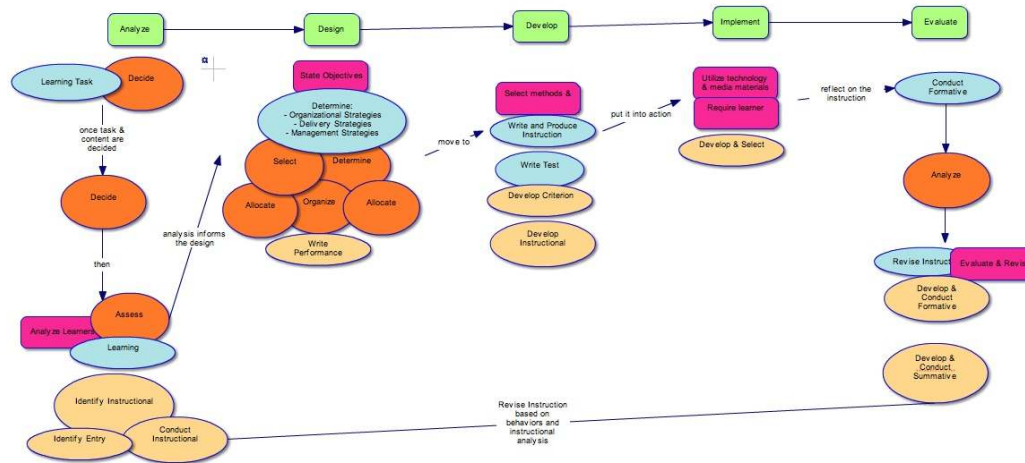 Analyze
Design
Develop
Implement
Evaluate
α
Learning Task
Decide
once task &
content are
decided
Decide
then
Assess
Analyze Learners
Learning
Identify Instructional
Identify Entry
Conduct
Instructional
analysis informs
the design
State Objectives
Determine:
- Organizational Strategies
- Delivery Strategies
- Management Strategies
Select
Determine
Allocate
Organize
Allocate
Write
Performance
move to
Select methods &
Write and Produce
Instruction
Write Test
Develop Criterion
Develop
Instructional
put it into action
Utilize technology
& media materials
Require learner
Develop & Select
reflect on the
instruction
Conduct
Formative
Analyze
Revise Instruct
Evaluate & Revis
Develop &
Conduct
Formative
Develop &
Conduct
Summative
Revise Instruction
based on
behaviors and
instructional
analysis